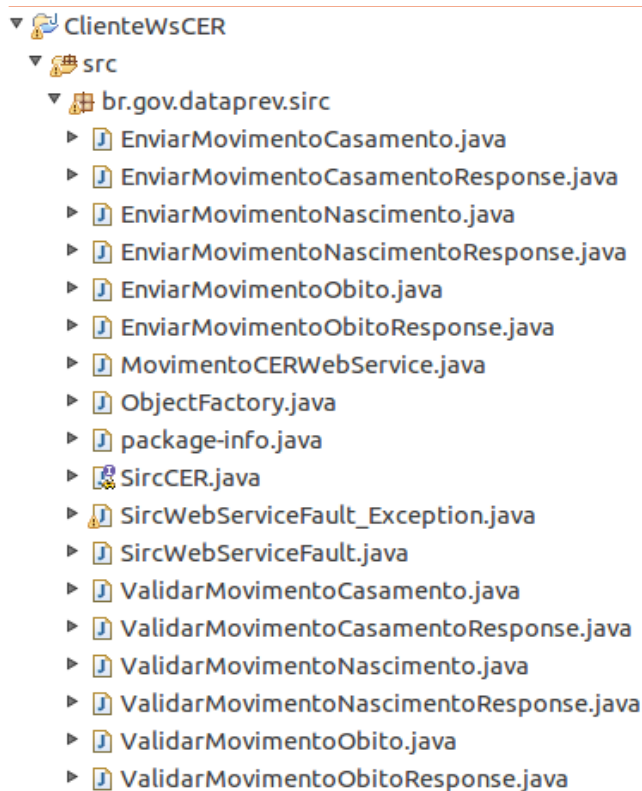 ClienteWsCER
src
br.gov.dataprev.sirc
EnviarMovimentoCasamento.java
EnviarMovimentoCasamentoResponse.java
EnviarMovimentoNascimento.java
EnviarMovimentoNascimentoResponse.java
EnviarMovimentoObito.java
EnviarMovimentoObitoResponse.java
MovimentoCERWebService.java
ObjectFactory.java
package-info.java
SircCER.java
SircWebServiceFault_Exception.java
SircWebServiceFault.java
ValidarMovimentoCasamento.java
ValidarMovimentoCasamentoResponse.java
ValidarMovimentoNascimento.java
ValidarMovimentoNascimentoResponse.java
ValidarMovimentoObito.java
ValidarMovimentoObitoResponse.java